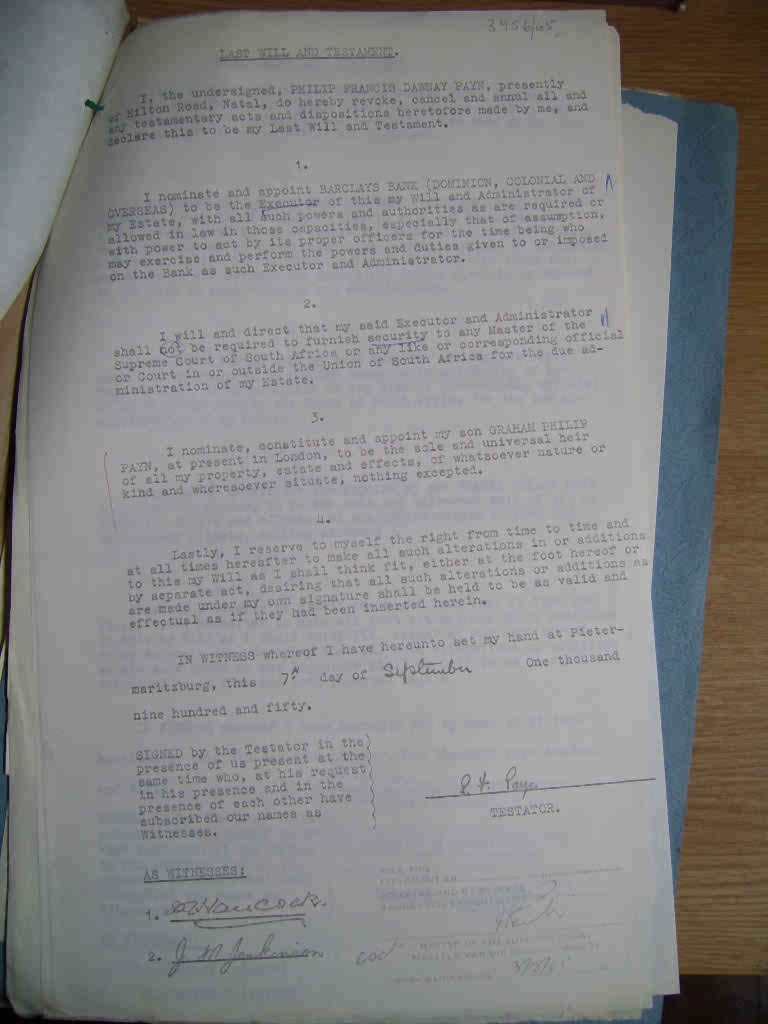 3956/65
LAST WILL AND TESTAMENT.
I, the undersigned, PHILIP FRANCIS DAWNAY PAYN, presently
of Hilton Road, Natal, do hereby revoke, cancel and annul all and
any testamentary acts and dispositions heretofore made by me, and
declare this to be my Last Will and Testament.
1.
I nominate and appoint BARCLAYS BANK (DOMINION, COLONIAL AND
OVERSEAS) to be the Executor of this my Will and Administrator of
my Estate, with all such powers and authorities as are required or
allowed in law in those capacities, especially that of assumption,
with power to act by its proper officers for the time being who
may exercise and perform the powers and duties given to or imposed
on the Bank as such Executor and Administrator.
2.
I will and direct that my said Executor and Administrator
shall not be required to furnish security to any Master of the
Supreme Court of South Africa or any like or corresponding official
or Court in or outside the Union of South Africa for the due ad-
ministration of my Estate.
3.
I nominate, constitute and appoint my son GRAHAM PHILIP
PAYN, at present in London, to be the sole and universal heir
of all my property, estate and effects, of whatsoever nature or
kind and wheresoever situate, nothing excepted.
4.
Lastly, I reserve to myself the right from time to time and
at all times hereafter to make all such alterations in or additions
to this my Will as I shall think fit, either at the foot hereof or
by separate act, desiring that all such alterations or additions as
are made under my own signature shall be held to be as valid and
effectual as if they had been inserted herein.
IN WITNESS whereof I have hereunto set my hand at Pieter-
maritzburg, this 7th day of September One thousand
nine hundred and fifty.
SIGNED by the Testator in the
presence of us present at the
same time who, at his request
in his presence and in the
presence of each other have
subscribed our names as
Witnesses.
Payn
TESTATOR.
AS WITNESSES:
1. Hancock.
2. J. M. Jenkinson
MASTER OF THE